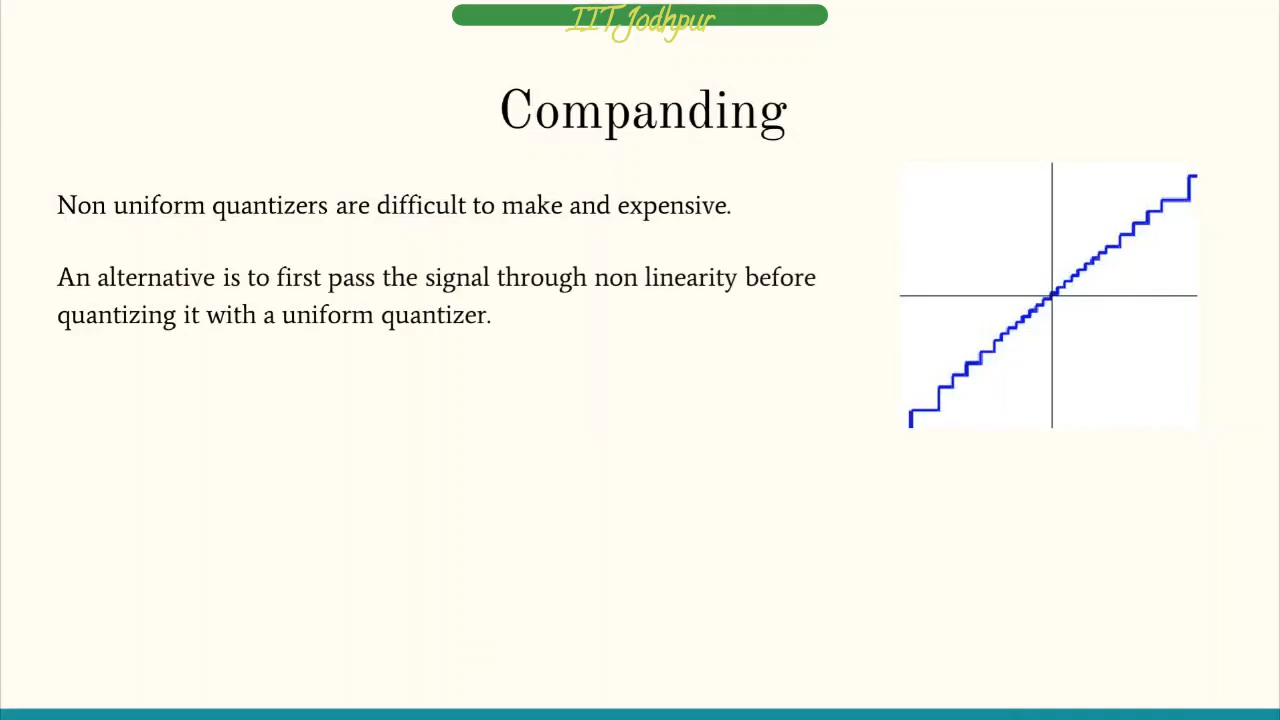 IIT Jodhpur
Companding
Non uniform quantizers are difficult to make and expensive.
An alternative is to first pass the signal through non linearity before
quantizing it with a uniform quantizer.